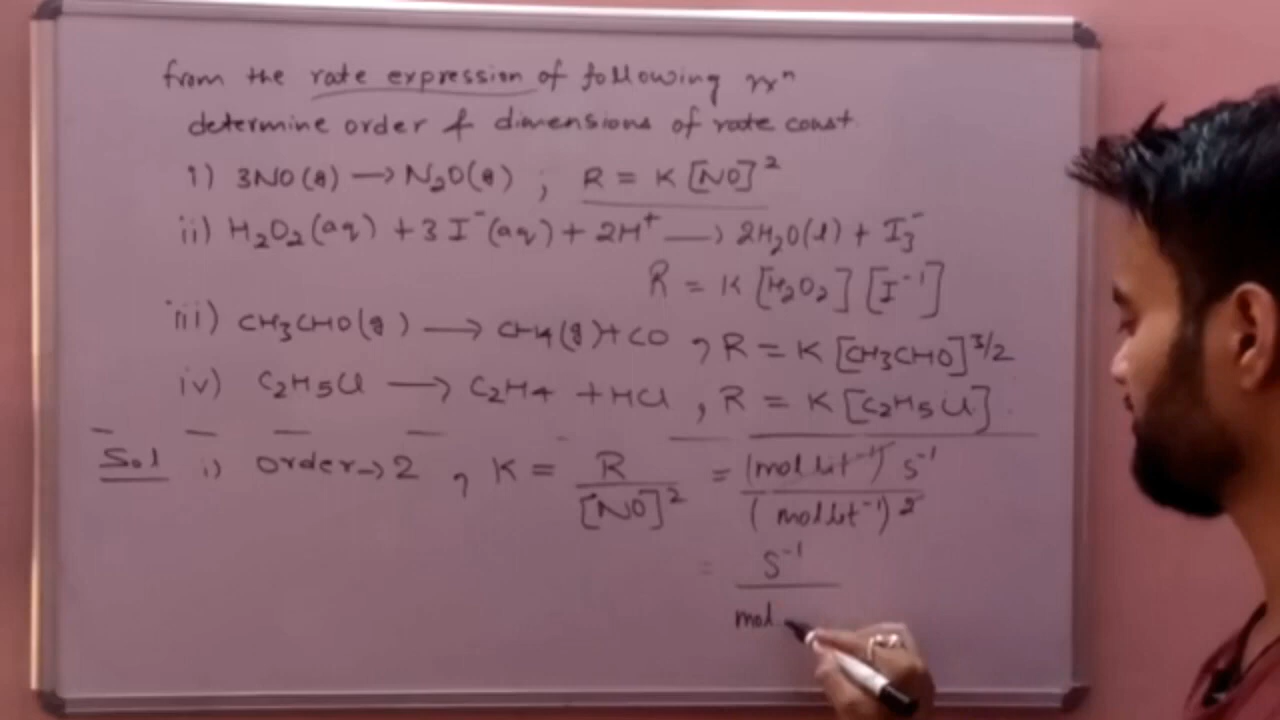 from the rate expression of following rxⁿ
determine order & dimensions of rate const.
i) 3NO(g) → N₂O(g) ; R = K[NO]²
ii) H₂O₂(aq) + 3I⁻(aq) + 2H⁺ → 2H₂O(l) + I₃⁻
R = K [H₂O₂] [I⁻¹]
iii) CH₃CHO(g) → CH₄(g) + CO , R = K [CH₃CHO]^3/2
iv) C₂H₅Cl → C₂H₄ + HCl , R = K [C₂H₅Cl]
Sol i) Order → 2 , K = R / [NO]² = (mol lit⁻¹) s⁻¹ / (mol lit⁻¹)²
= S⁻¹ / mol